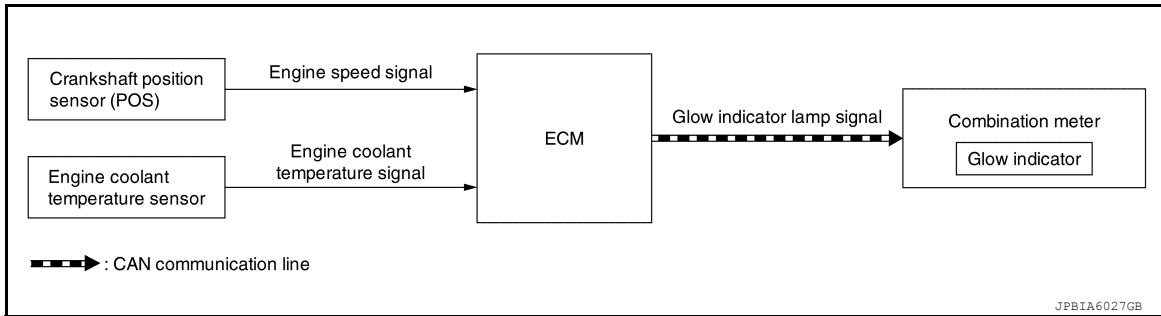 Crankshaft position
sensor (POS)
Engine speed signal
Engine coolant
temperature sensor
Engine coolant
temperature signal
ECM
Glow indicator lamp signal
Combination meter
Glow indicator
: CAN communication line
JPBIA6027GB